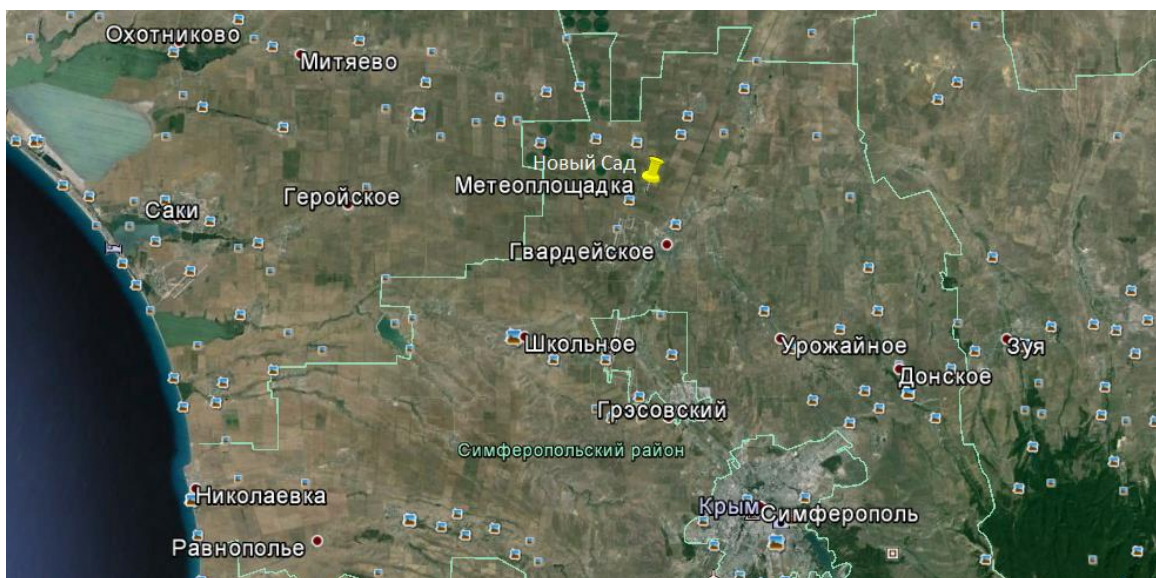 Охотниково
Митяево
Новый Сад
Метеоплощадка
Геройское
Саки
Гвардейское
Школьное
Урожайное
Зуя
Донское
Грэсовский
Симферопольский район
Николаевка
Крым
Симферополь
Равнополье